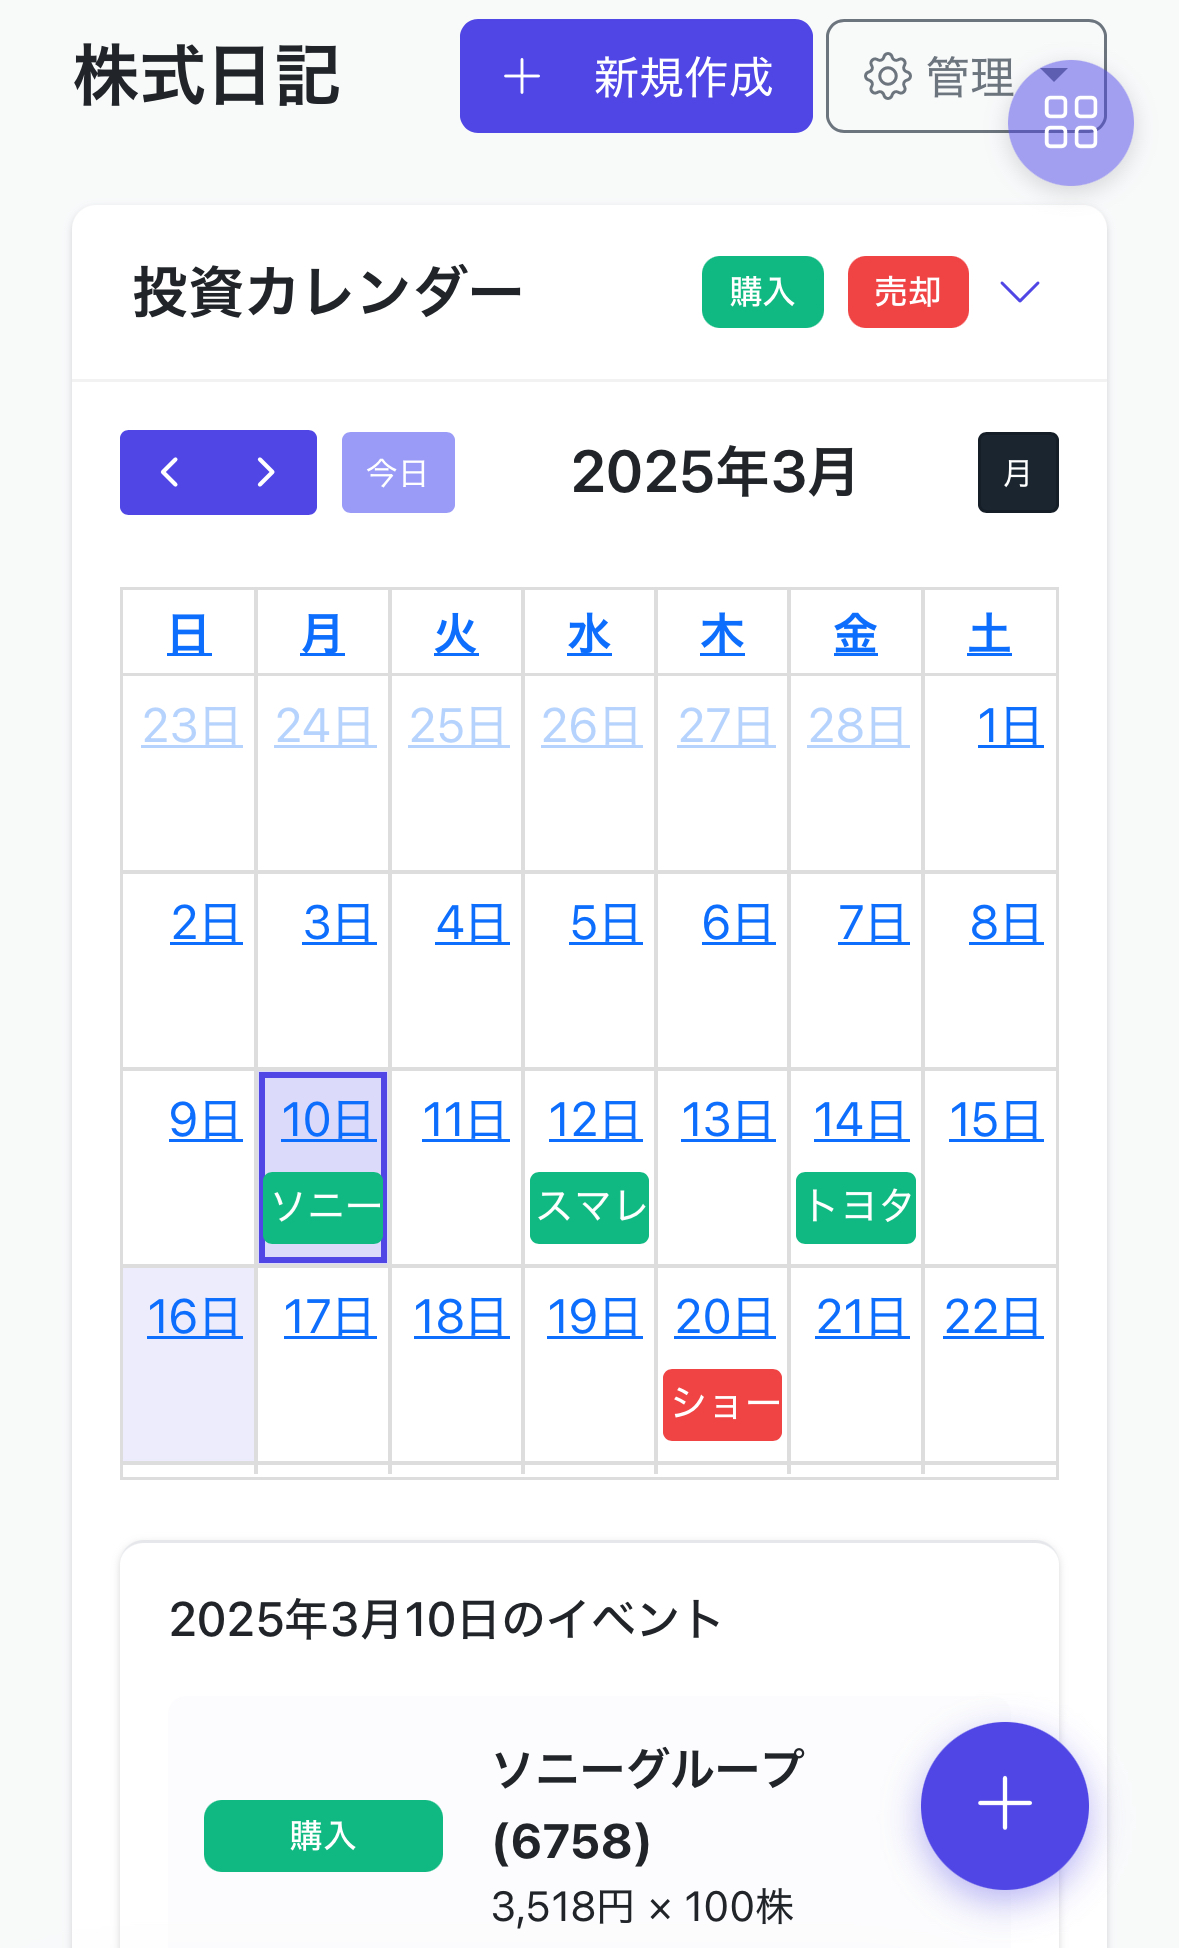 株式日記
新規作成
管理
投資カレンダー
購入
売却
今日
2025年3月
月
日 月 火 水 木 金 土
23日 24日 25日 26日 27日 28日 1日
2日 3日 4日 5日 6日 7日 8日
9日 10日 11日 12日 13日 14日 15日
ソニー スマレ トヨタ
16日 17日 18日 19日 20日 21日 22日
ショー
2025年3月10日のイベント
購入
ソニーグループ
(6758)
3,518円 × 100株